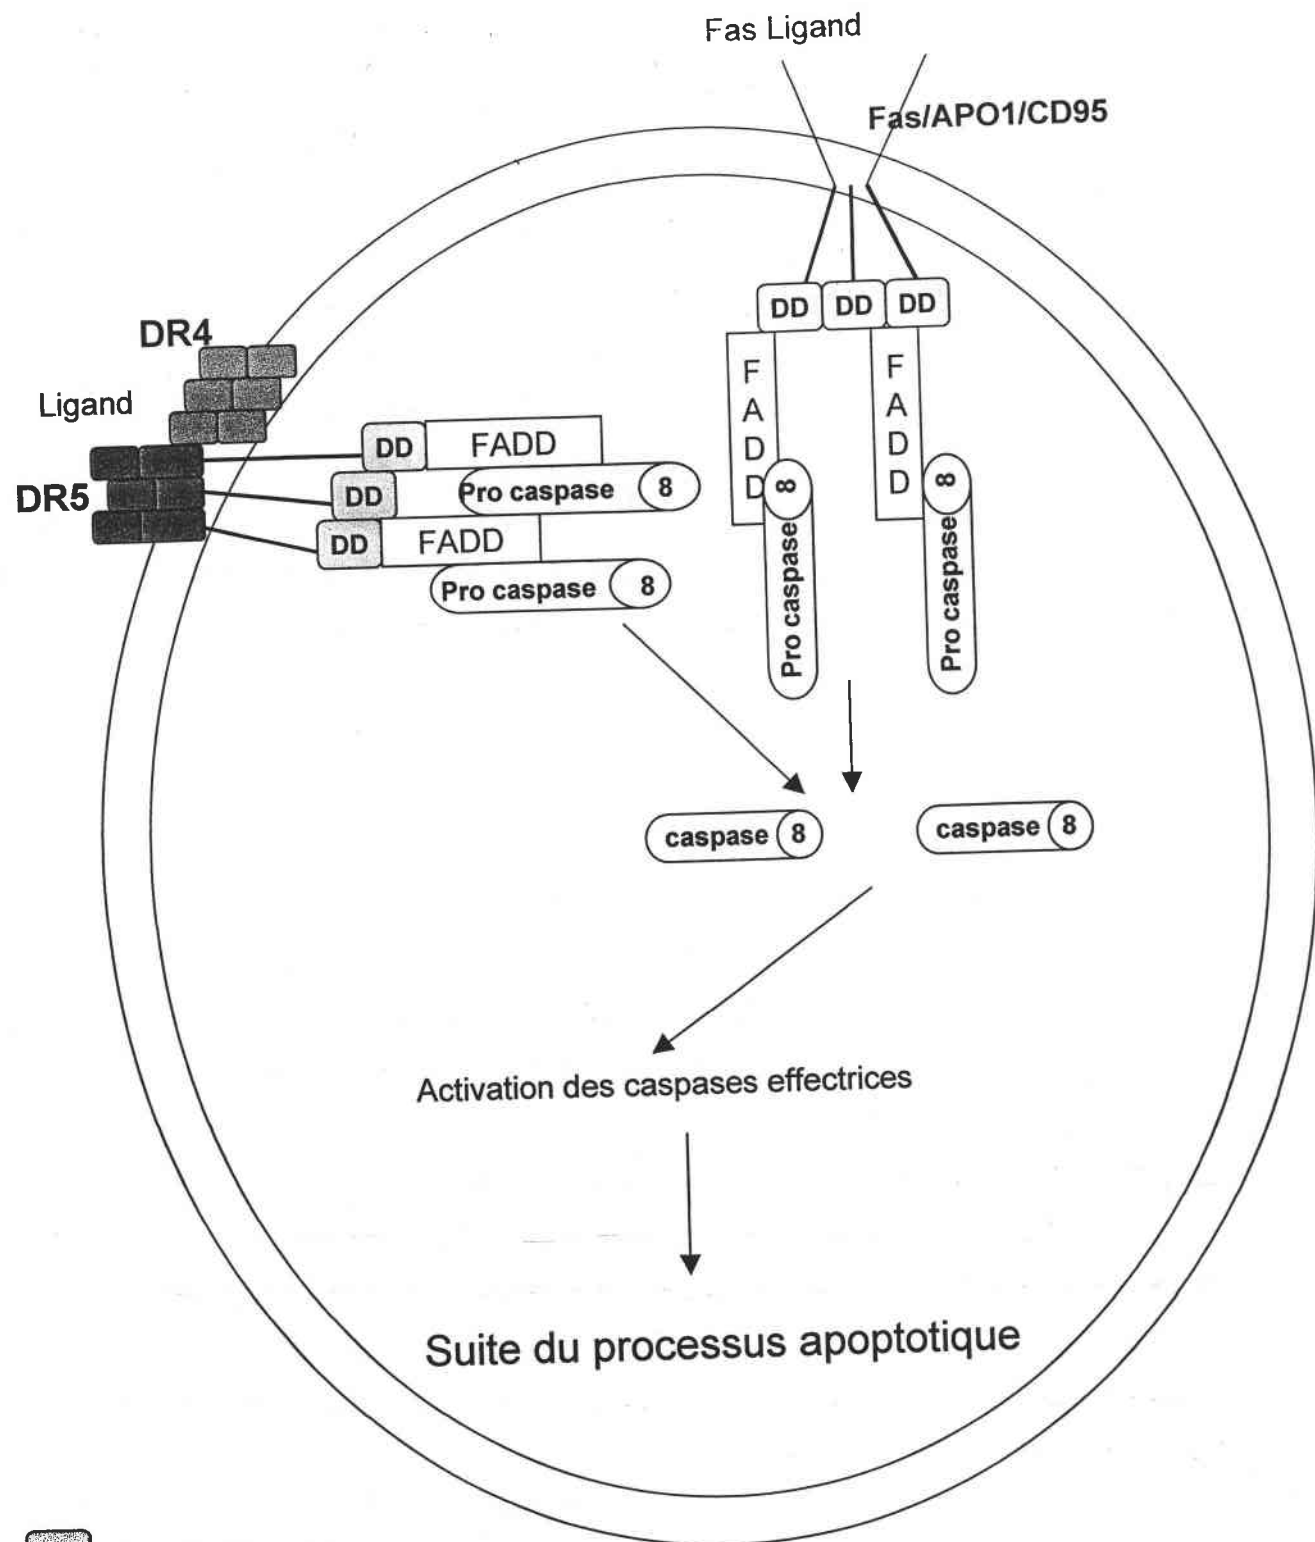 Fas Ligand
Fas/APO1/CD95
DD DD DD
FADD
FADD
8
Pro caspase
8
Pro caspase
DR4
Ligand
DR5
DD FADD
DD Pro caspase 8
DD FADD
Pro caspase 8
caspase 8
caspase 8
Activation des caspases effectrices
Suite du processus apoptotique